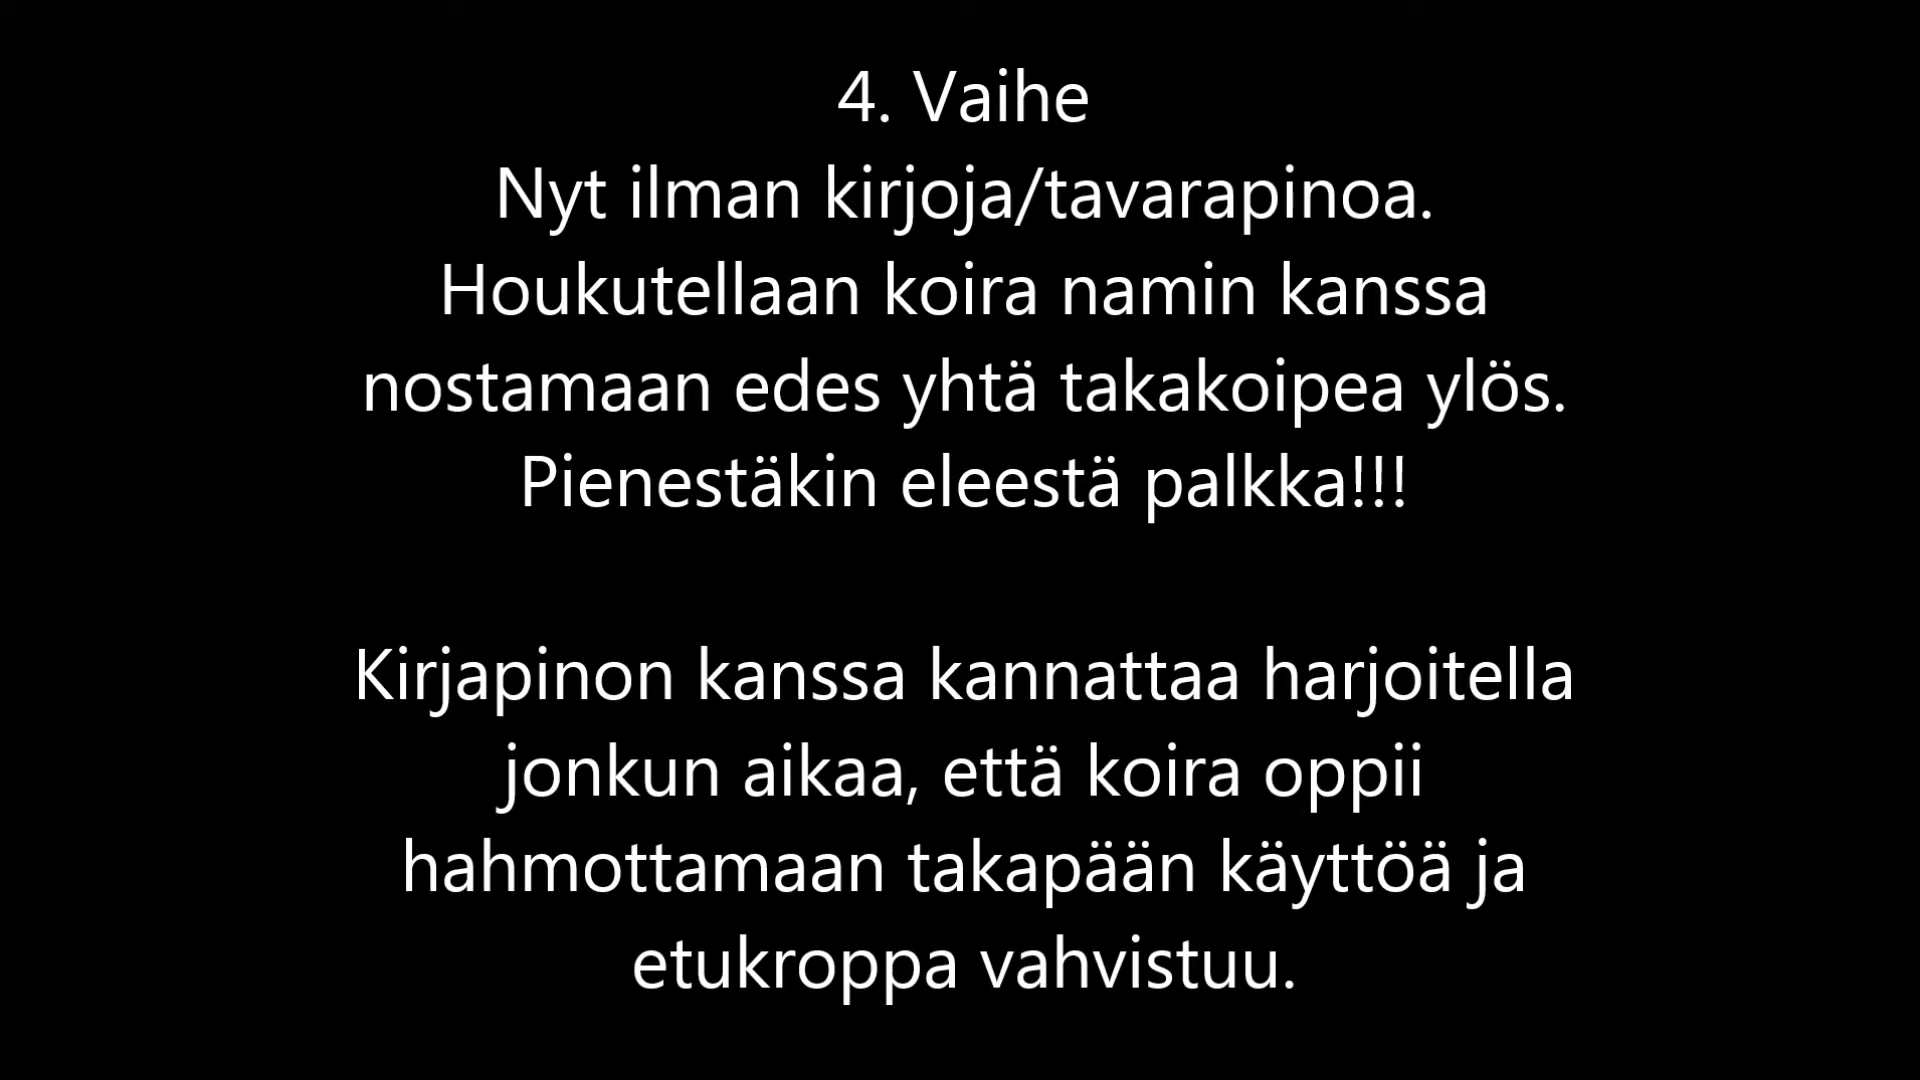 4. Vaihe
Nyt ilman kirjoja/tavarapinoa.
Houkutellaan koira namin kanssa
nostamaan edes yhtä takakoipea ylös.
Pienestäkin eleestä palkka!!!
Kirjapinon kanssa kannattaa harjoitella
jonkun aikaa, että koira oppii
hahmottamaan takapään käyttöä ja
etukroppa vahvistuu.